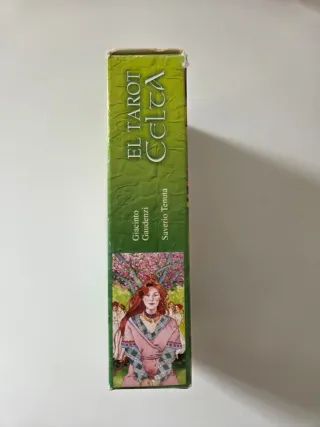 EL TAROT
CELTA
Giacinto
Gaudenzi
Saverio Tenuta